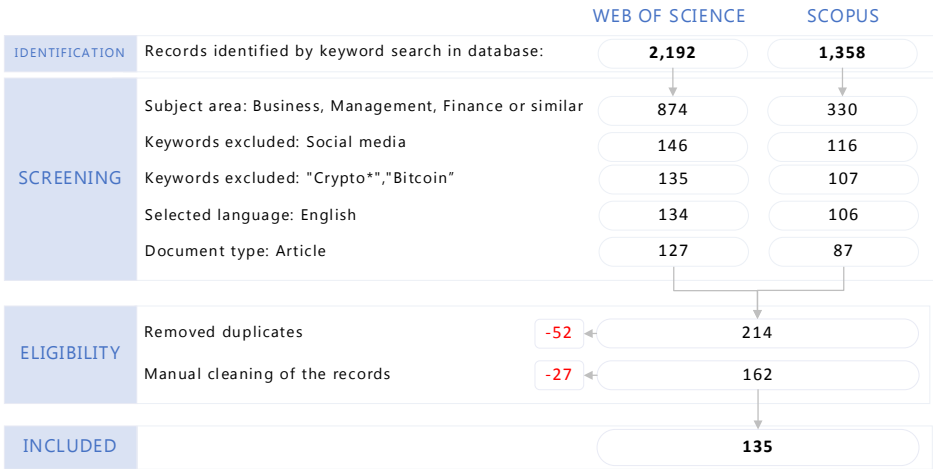 WEB OF SCIENCE SCOPUS
IDENTIFICATION Records identified by keyword search in database: 2,192 1,358
Subject area: Business, Management, Finance or similar 874 330
Keywords excluded: Social media 146 116
SCREENING Keywords excluded: "Crypto*","Bitcoin" 135 107
Selected language: English 134 106
Document type: Article 127 87
Removed duplicates -52 214
ELIGIBILITY
Manual cleaning of the records -27 162
INCLUDED 135